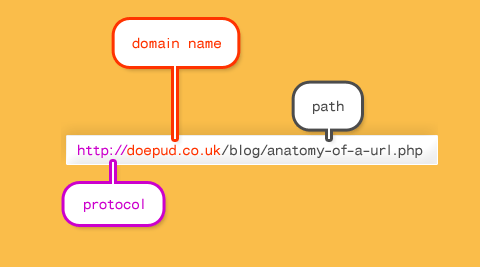 domain name
path
http://doepud.co.uk/blog/anatomy-of-a-url.php
protocol